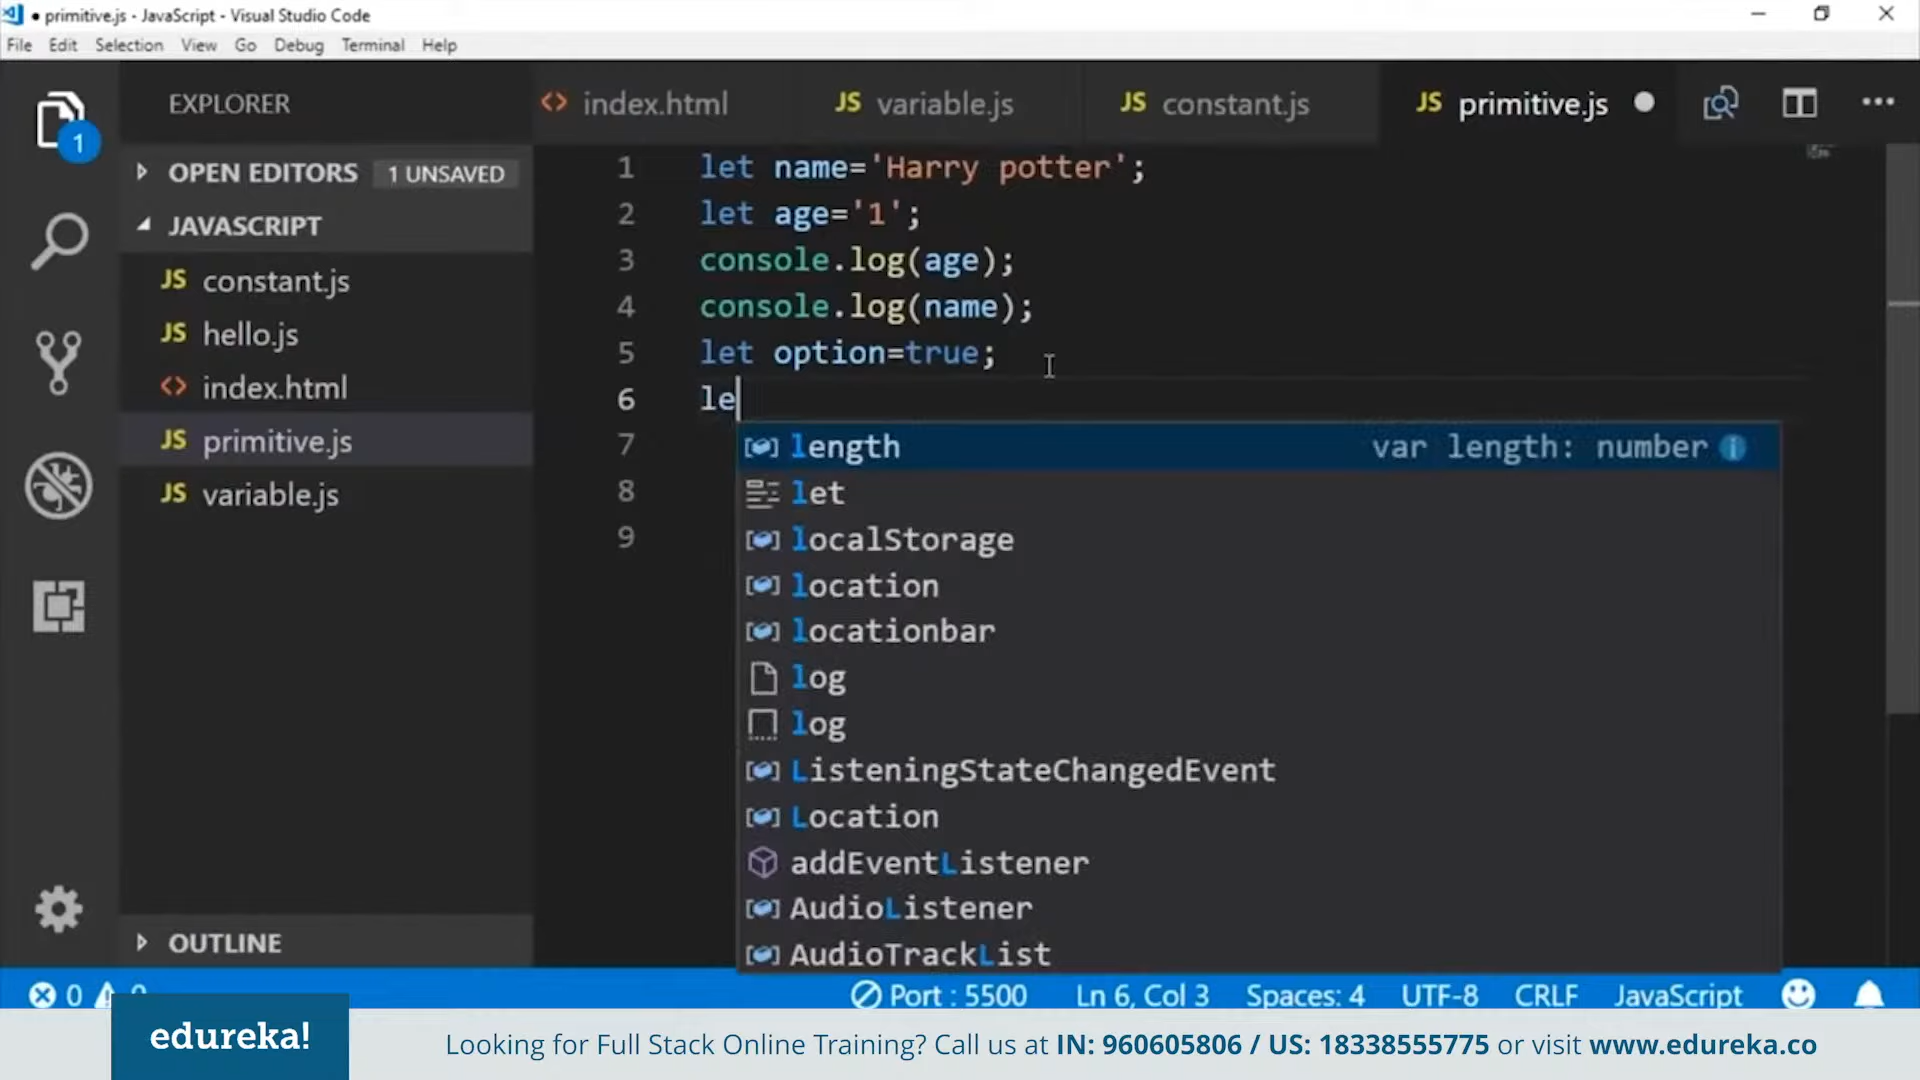 primitive.js - JavaScript - Visual Studio Code
File Edit Selection View Go Debug Terminal Help
EXPLORER
index.html
JS variable.js
JS constant.js
JS primitive.js
1
OPEN EDITORS 1 UNSAVED
JAVASCRIPT
JS constant.js
JS hello.js
index.html
JS primitive.js
JS variable.js
OUTLINE
1 let name='Harry potter';
2 let age='1';
3 console.log(age);
4 console.log(name);
5 let option=true;
6 le
7
8
9
length var length: number
let
localStorage
location
locationbar
log
log
ListeningStateChangedEvent
Location
addEventListener
AudioListener
AudioTrackList
0 Port : 5500 Ln 6, Col 3 Spaces: 4 UTF-8 CRLF JavaScript
edureka!
Looking for Full Stack Online Training? Call us at IN: 960605806 / US: 18338555775 or visit www.edureka.co